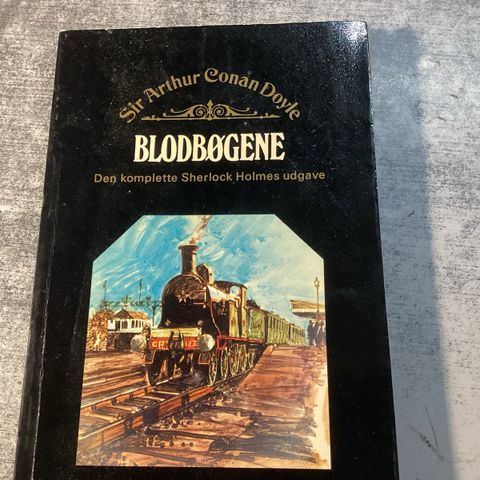 Sir Arthur Conan Doyle
BLODBØGENE
Den komplette Sherlock Holmes udgave